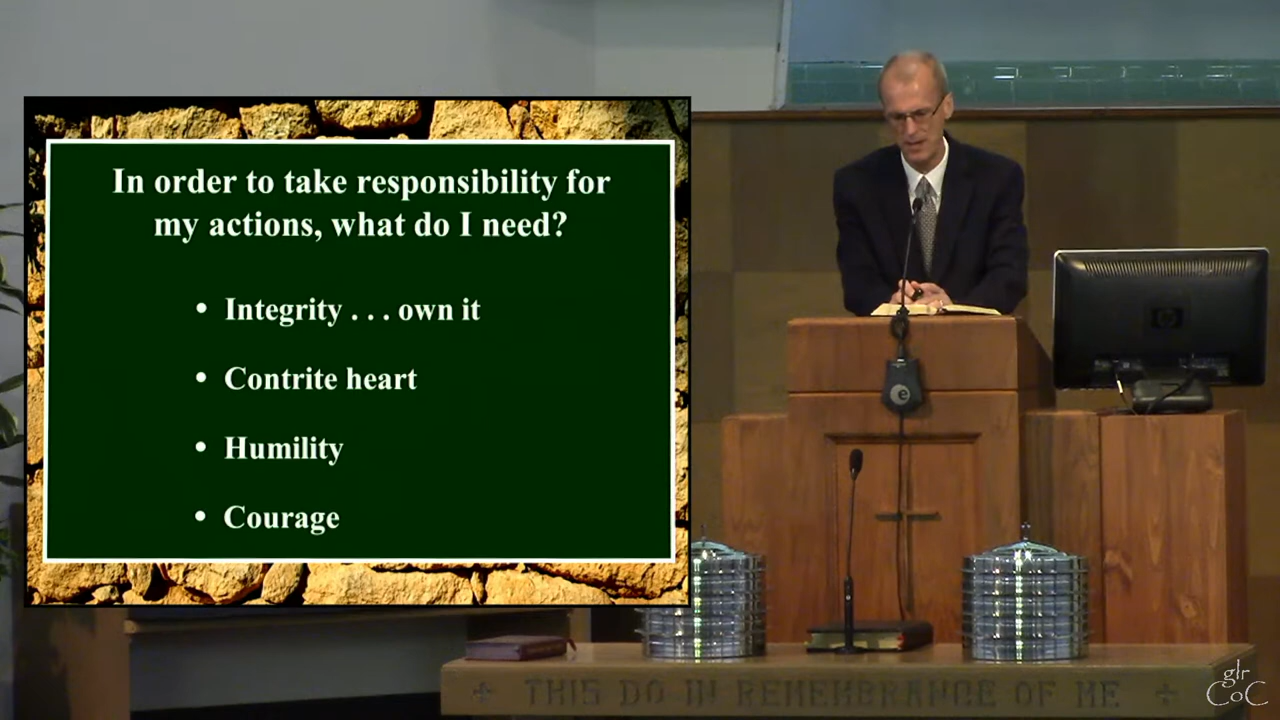 In order to take responsibility for
my actions, what do I need?
• Integrity . . . own it
• Contrite heart
• Humility
• Courage
hp
e
THIS DO IN REMEMBRANCE OF ME
glr
CoC